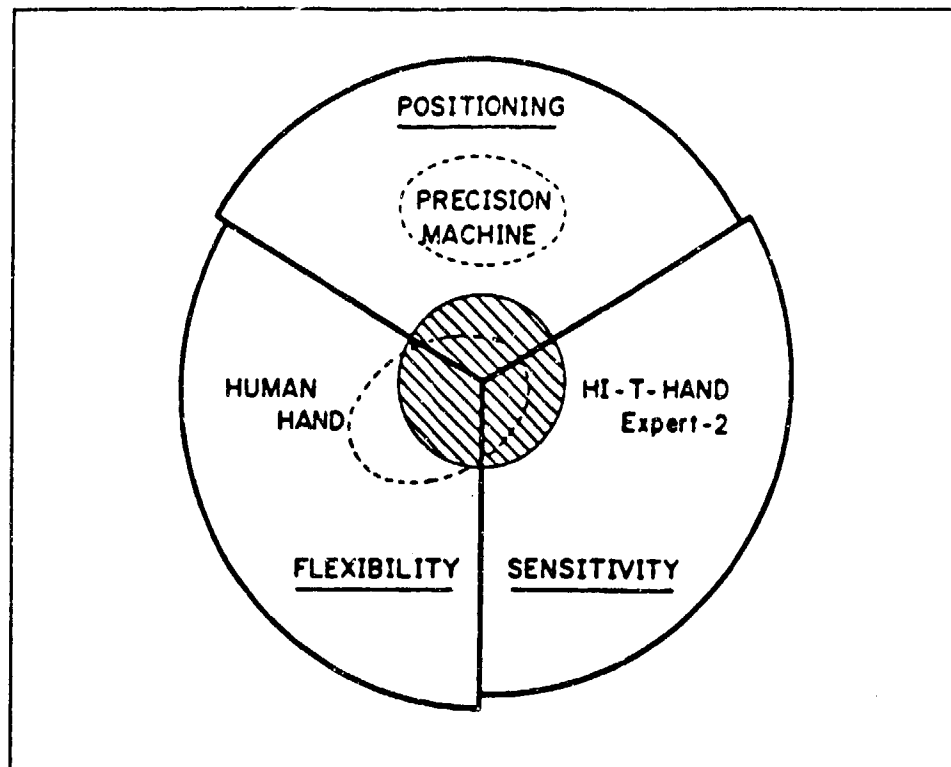 POSITIONING
PRECISION
MACHINE
HUMAN
HAND
HI-T-HAND
Expert-2
FLEXIBILITY
SENSITIVITY